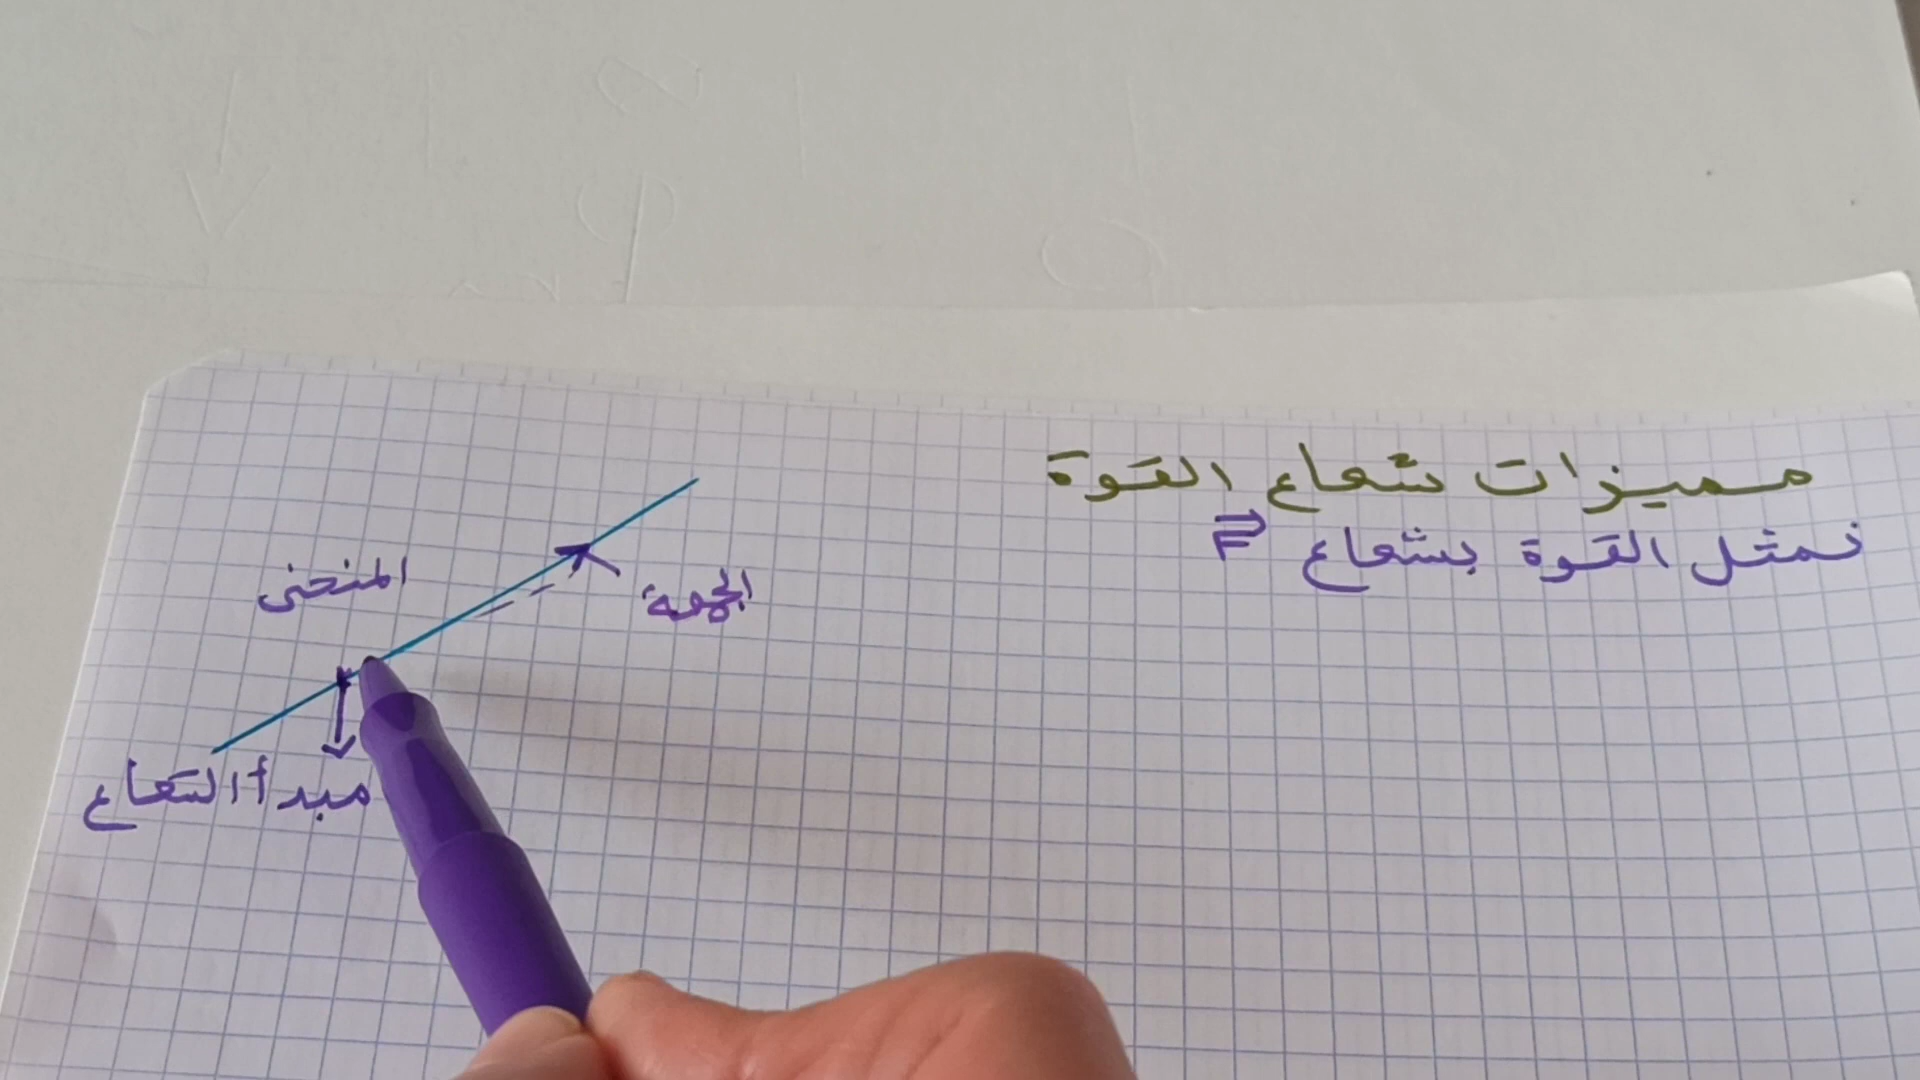 مميزات شعاع القوة
نمثل القوة بشعاع F⃗
المنحنى
الجهة
مبدأ الشعاع